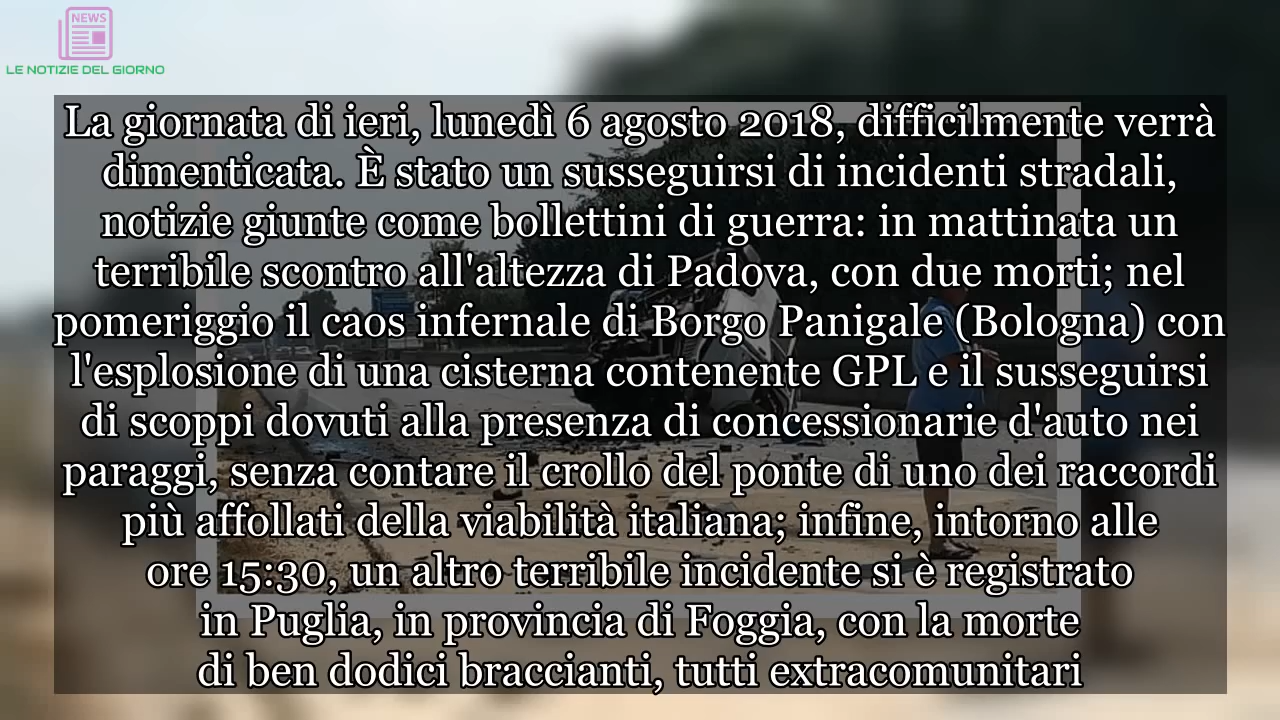 NEWS
LE NOTIZIE DEL GIORNO
La giornata di ieri, lunedì 6 agosto 2018, difficilmente verrà
dimenticata. È stato un susseguirsi di incidenti stradali,
notizie giunte come bollettini di guerra: in mattinata un
terribile scontro all'altezza di Padova, con due morti; nel
pomeriggio il caos infernale di Borgo Panigale (Bologna) con
l'esplosione di una cisterna contenente GPL e il susseguirsi
di scoppi dovuti alla presenza di concessionarie d'auto nei
paraggi, senza contare il crollo del ponte di uno dei raccordi
più affollati della viabilità italiana; infine, intorno alle
ore 15:30, un altro terribile incidente si è registrato
in Puglia, in provincia di Foggia, con la morte
di ben dodici braccianti, tutti extracomunitari